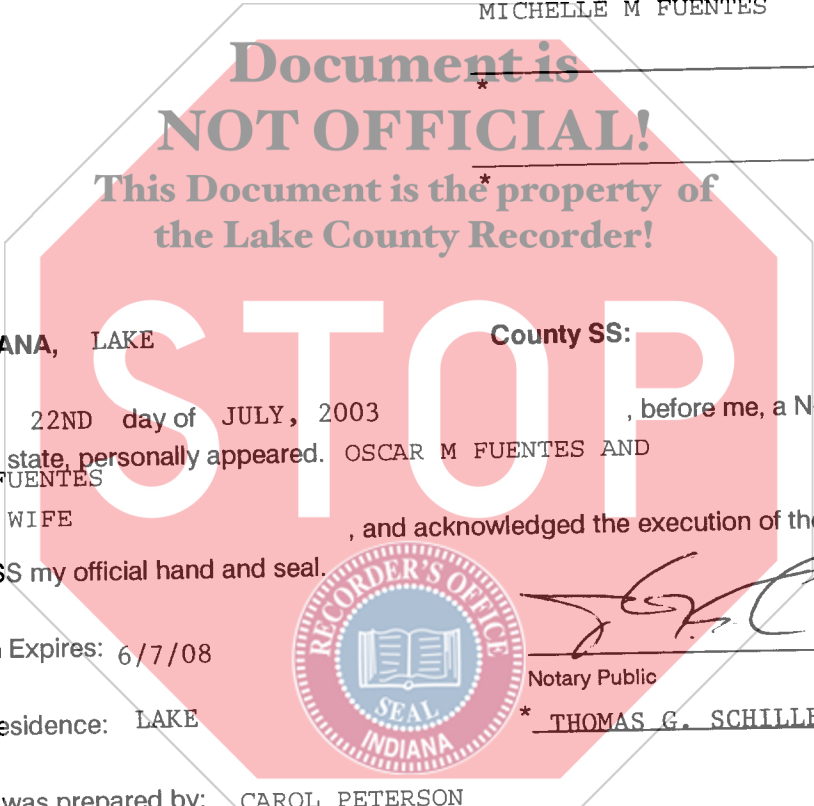 MICHELLE M FUENTES
Document is
*
NOT OFFICIAL!
*
This Document is the property of
the Lake County Recorder!
STOP
ANA, LAKE County SS:
22ND day of JULY, 2003 , before me, a N
state, personally appeared. OSCAR M FUENTES AND
FUENTES
WIFE , and acknowledged the execution of the
SS my official hand and seal.
RECORDER'S OFFICE
SEAL
INDIANA
Expires: 6/7/08
Notary Public
esidence: LAKE * THOMAS G. SCHILLE
was prepared by: CAROL PETERSON